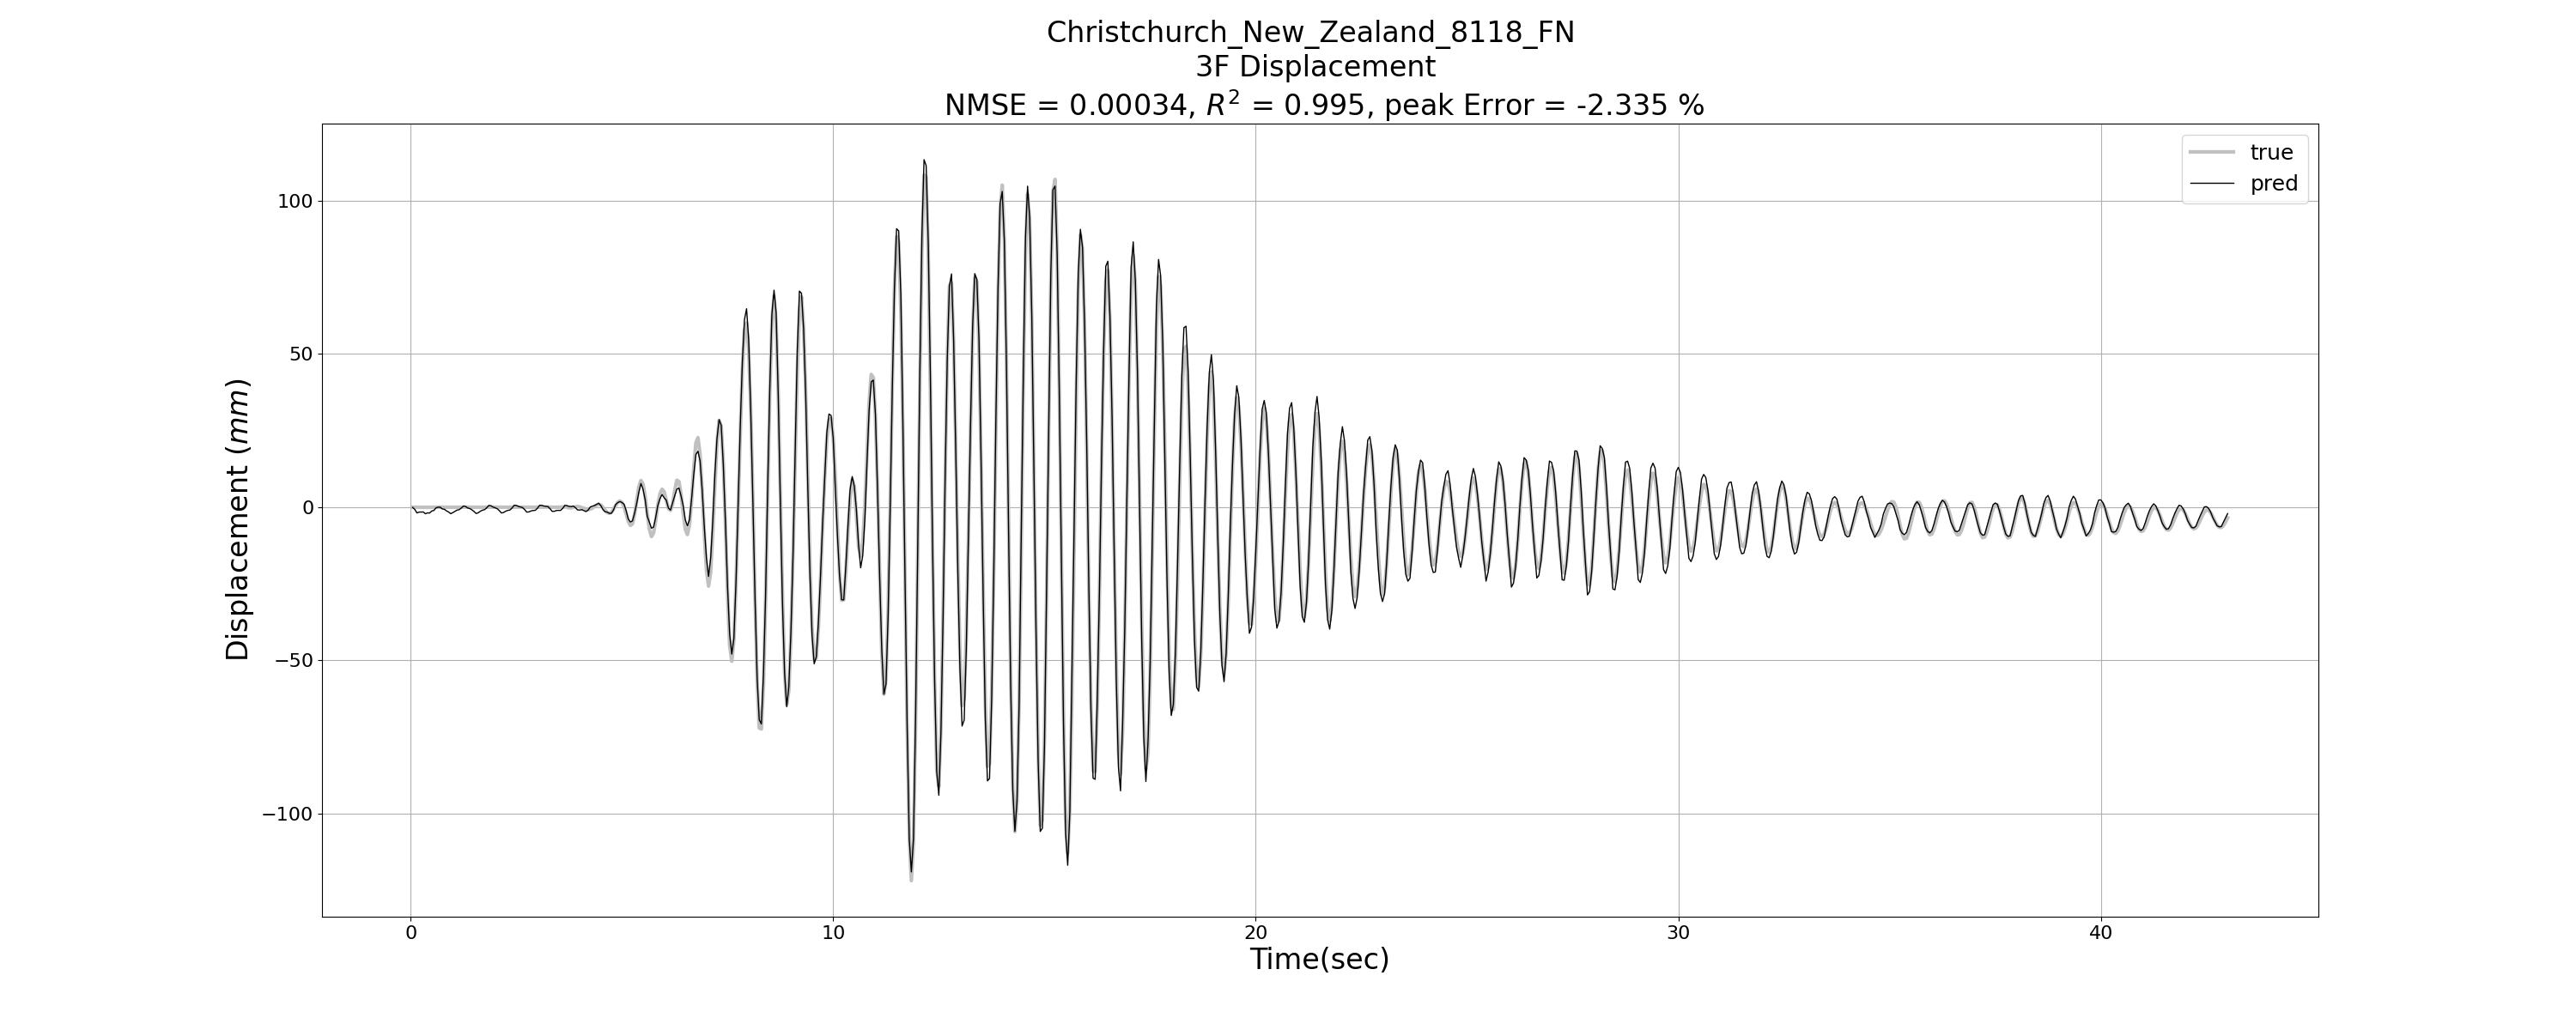 Christchurch_New_Zealand_8118_FN
3F Displacement
NMSE = 0.00034, R² = 0.995, peak Error = -2.335 %
true
pred
100
50
0
−50
−100
Displacement (mm)
0 10 20 30 40
Time(sec)